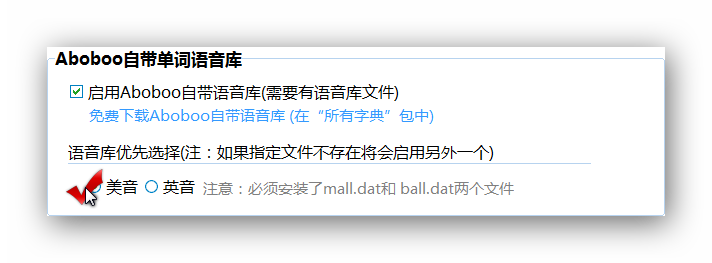 Aboboo自带单词语音库
启用Aboboo自带语音库(需要有语音库文件)
免费下载Aboboo自带语音库 (在“所有字典”包中)
语音库优先选择(注：如果指定文件不存在将会启用另外一个)
美音 英音 注意：必须安装了mall.dat和 ball.dat两个文件